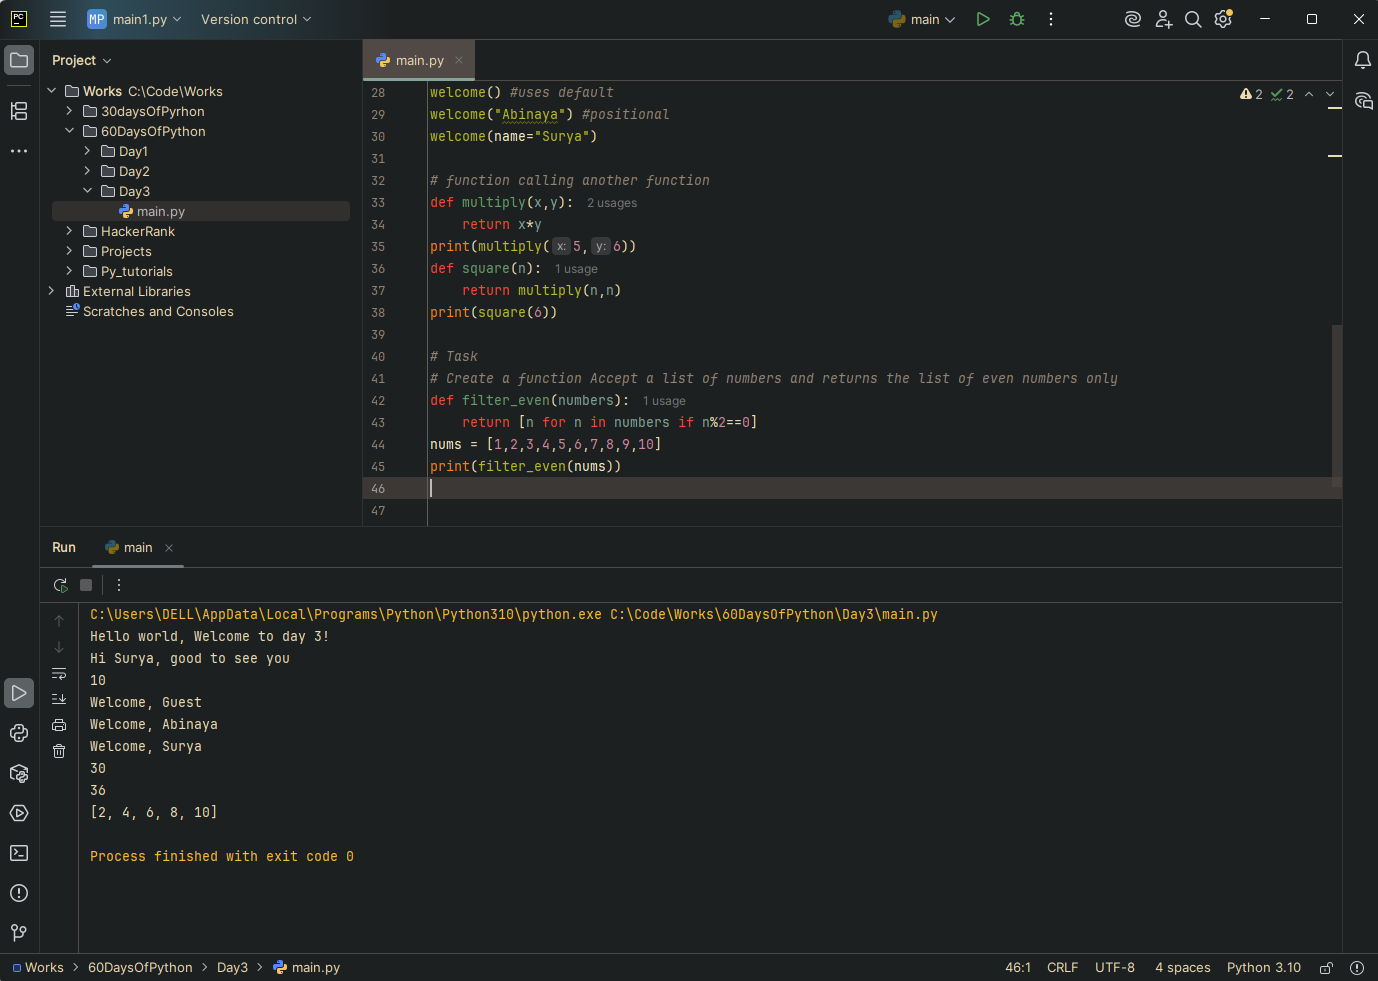 PC
MP main1.py Version control main
Project
main.py
Works C:\Code\Works
30daysOfPyrhon
60DaysOfPython
Day1
Day2
Day3
main.py
HackerRank
Projects
Py_tutorials
External Libraries
Scratches and Consoles
2 2
28 welcome() #uses default
29 welcome("Abinaya") #positional
30 welcome(name="Surya")
31
32 # function calling another function
33 def multiply(x,y): 2 usages
34 return x*y
35 print(multiply( x: 5, y: 6))
36 def square(n): 1 usage
37 return multiply(n,n)
38 print(square(6))
39
40 # Task
41 # Create a function Accept a list of numbers and returns the list of even numbers only
42 def filter_even(numbers): 1 usage
43 return [n for n in numbers if n%2==0]
44 nums = [1,2,3,4,5,6,7,8,9,10]
45 print(filter_even(nums))
46
47
Run main
C:\Users\DELL\AppData\Local\Programs\Python\Python310\python.exe C:\Code\Works\60DaysOfPython\Day3\main.py
Hello world, Welcome to day 3!
Hi Surya, good to see you
10
Welcome, Guest
Welcome, Abinaya
Welcome, Surya
30
36
[2, 4, 6, 8, 10]
Process finished with exit code 0
Works > 60DaysOfPython > Day3 > main.py 46:1 CRLF UTF-8 4 spaces Python 3.10